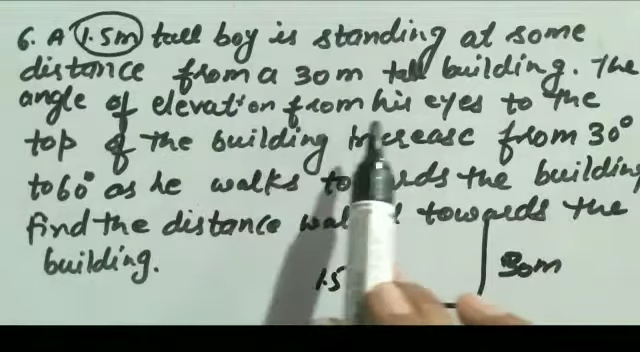 6. A 1.5m tall boy is standing at some
distance from a 30m tall building. The
angle of elevation from his eyes to the
top of the building increase from 30°
to 60° as he walks the building
find the distance towards the
building.
1.5
30m